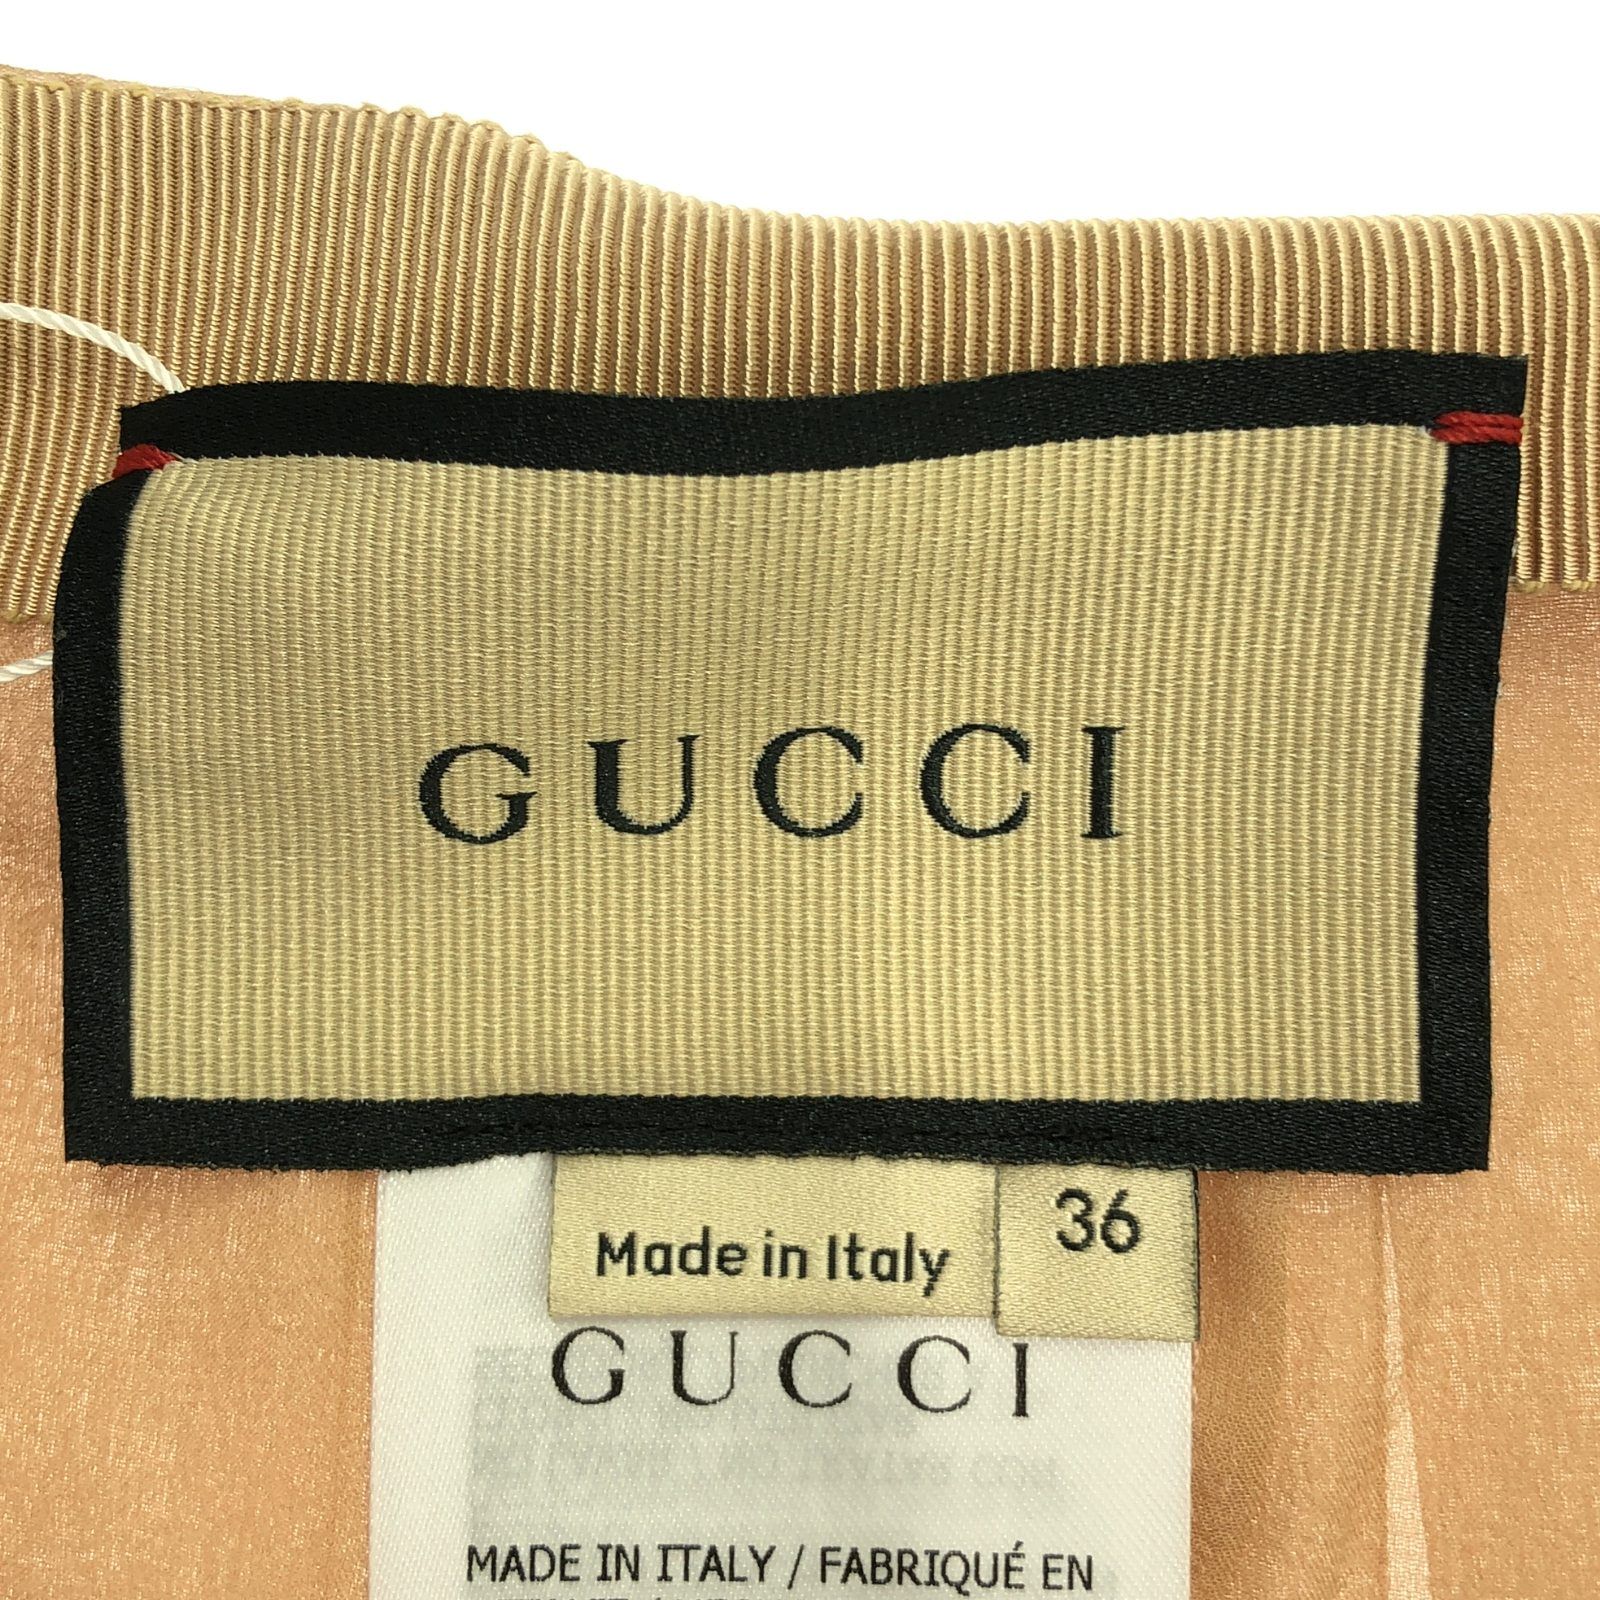 GUCCI
Made in Italy
36
GUCCI
MADE IN ITALY / FABRIQUÉ EN